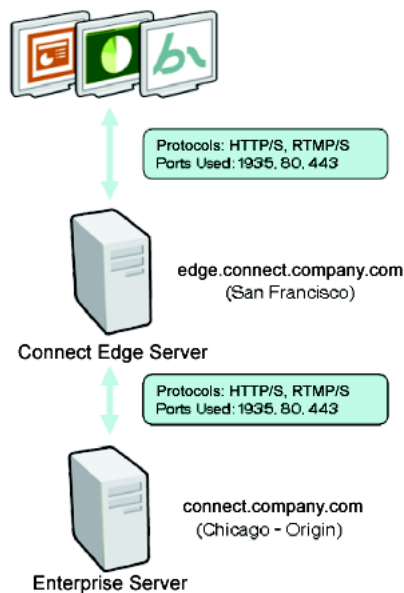 Protocols: HTTP/S, RTMP/S
Ports Used: 1935, 80, 443
edge.connect.company.com
(San Francisco)
Connect Edge Server
Protocols: HTTP/S, RTMP/S
Ports Used: 1935, 80, 443
connect.company.com
(Chicago - Origin)
Enterprise Server